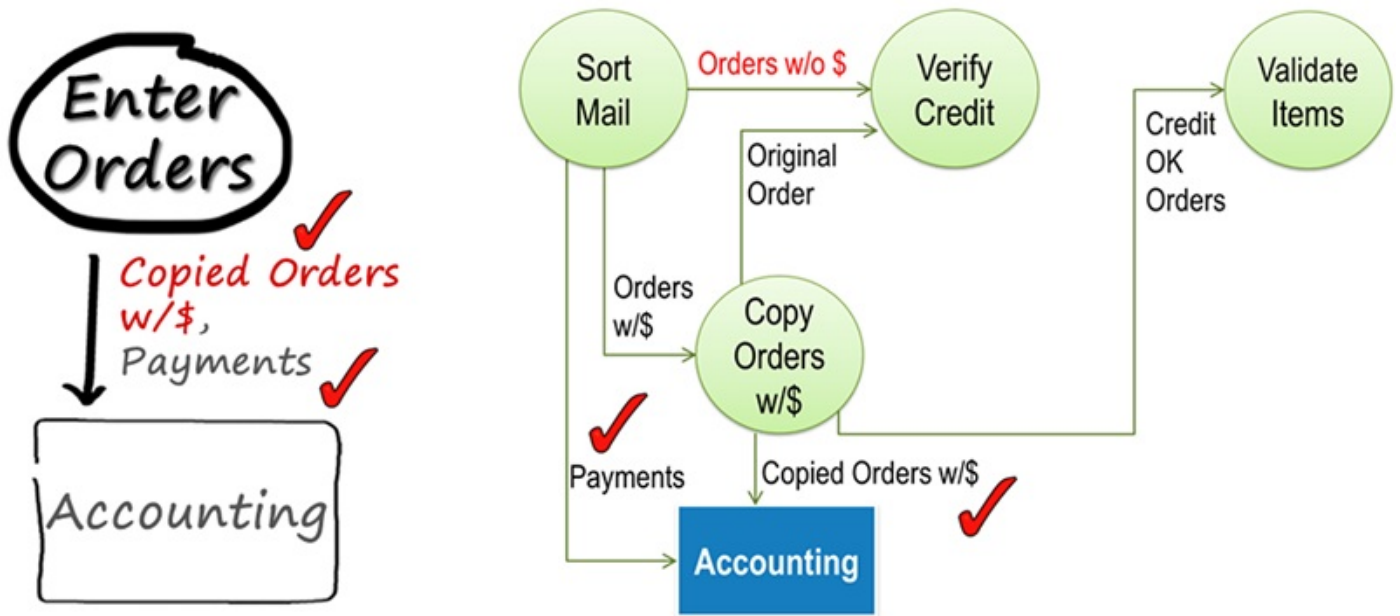 Enter
Orders
Copied Orders
w/$,
Payments
Accounting
Sort
Mail
Orders w/o $
Verify
Credit
Validate
Items
Credit
OK
Orders
Original
Order
Orders
w/$
Copy
Orders
w/$
Payments
Copied Orders w/$
Accounting